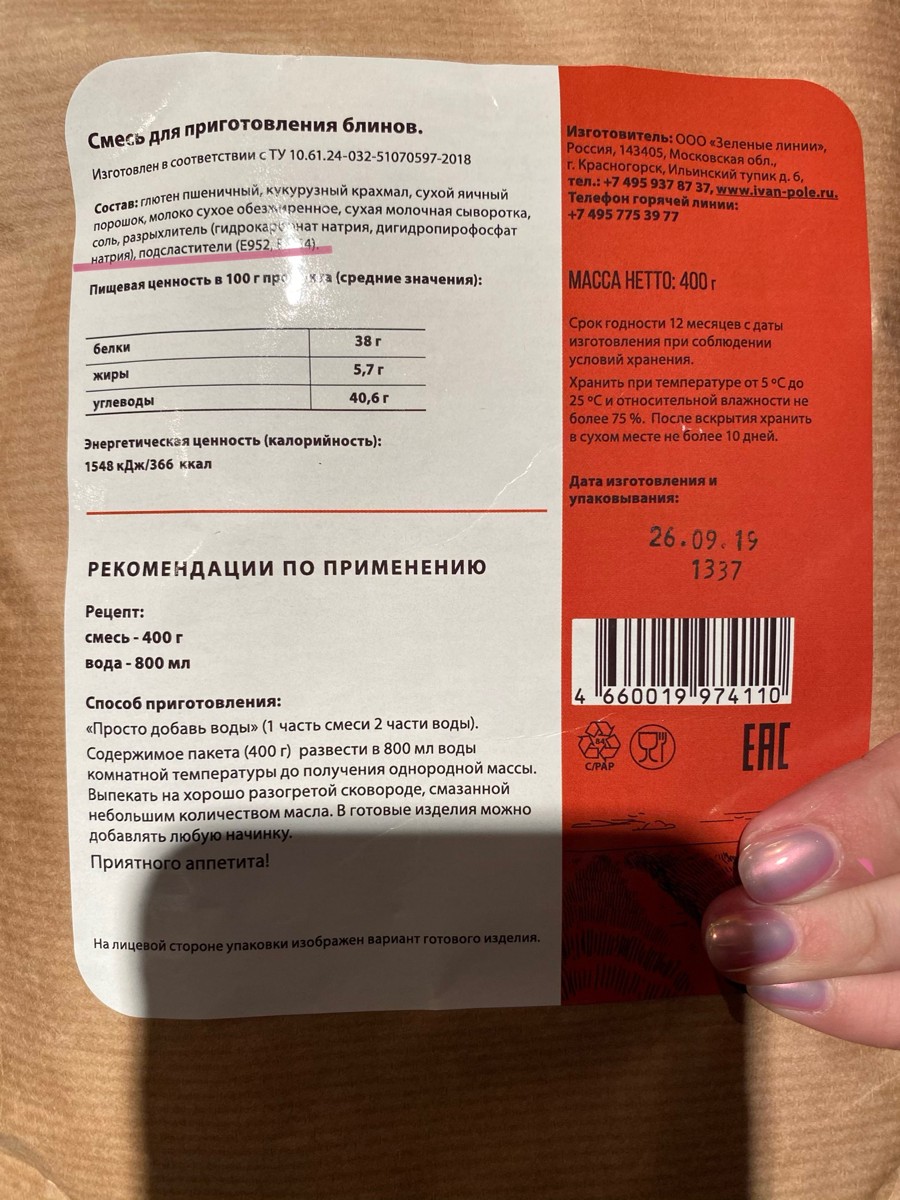 Смесь для приготовления блинов.
Изготовлен в соответствии с ТУ 10.61.24-032-51070597-2018
Состав: глютен пшеничный, кукурузный крахмал, сухой яичный
порошок, молоко сухое обезжиренное, сухая молочная сыворотка,
соль, разрыхлитель (гидрокарбонат натрия, дигидропирофосфат
натрия), подсластители (Е952,
Пищевая ценность в 100 г продукта (средние значения):
белки 38 г
жиры 5,7 г
углеводы 40,6 г
Энергетическая ценность (калорийность):
1548 кДж/366 ккал
РЕКОМЕНДАЦИИ ПО ПРИМЕНЕНИЮ
Рецепт:
смесь - 400 г
вода - 800 мл
Способ приготовления:
«Просто добавь воды» (1 часть смеси 2 части воды).
Содержимое пакета (400 г) развести в 800 мл воды
комнатной температуры до получения однородной массы.
Выпекать на хорошо разогретой сковороде, смазанной
небольшим количеством масла. В готовые изделия можно
добавлять любую начинку.
Приятного аппетита!
На лицевой стороне упаковки изображен вариант готового изделия.
Изготовитель: ООО «Зеленые линии»,
Россия, 143405, Московская обл.,
г. Красногорск, Ильинский тупик д. 6,
тел.: +7 495 937 87 37, www.ivan-pole.ru.
Телефон горячей линии:
+7 495 775 39 77
МАССА НЕТТО: 400 г
Срок годности 12 месяцев с даты
изготовления при соблюдении
условий хранения.
Хранить при температуре от 5 ºС до
25 ºС и относительной влажности не
более 75 %. После вскрытия хранить
в сухом месте не более 10 дней.
Дата изготовления и
упаковывания:
26.09.19
1337
4 660019 974110
84
C/PAP
EAC